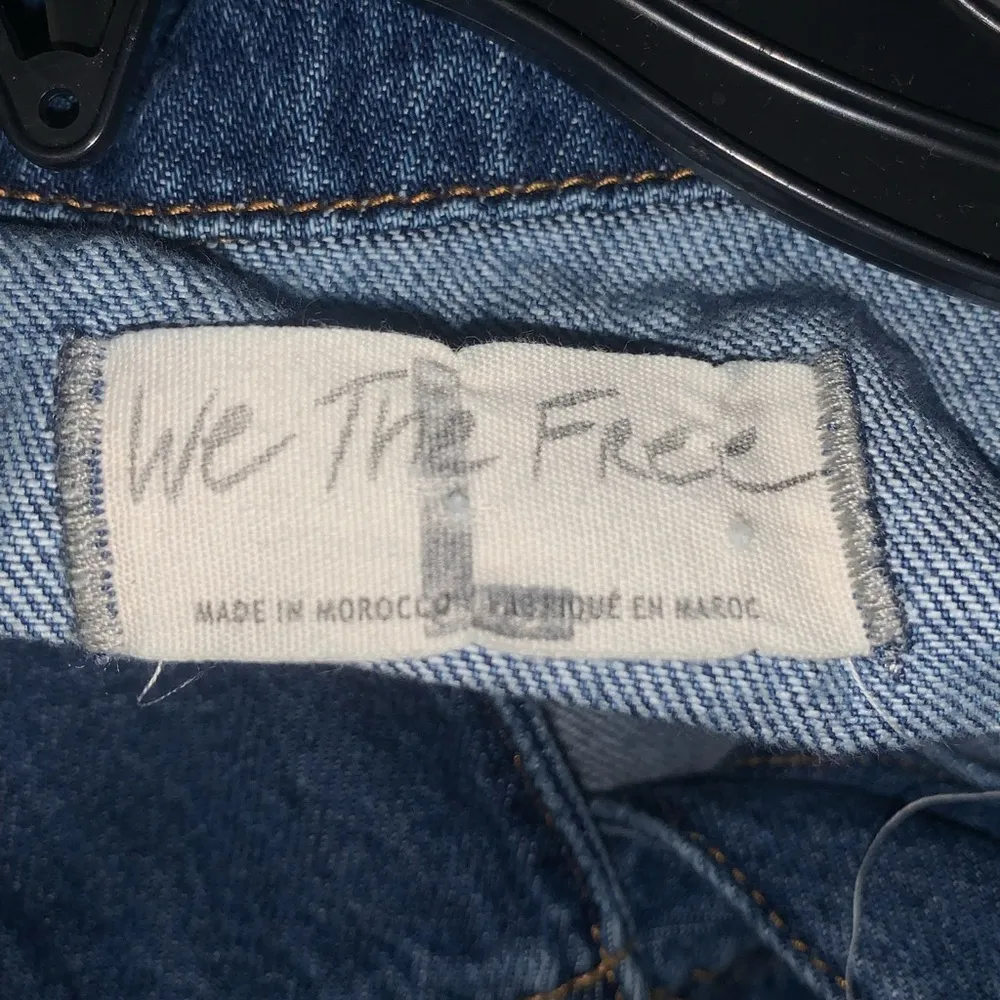 We The Free
L
MADE IN MOROCCO / FABRIQUÉ EN MAROC